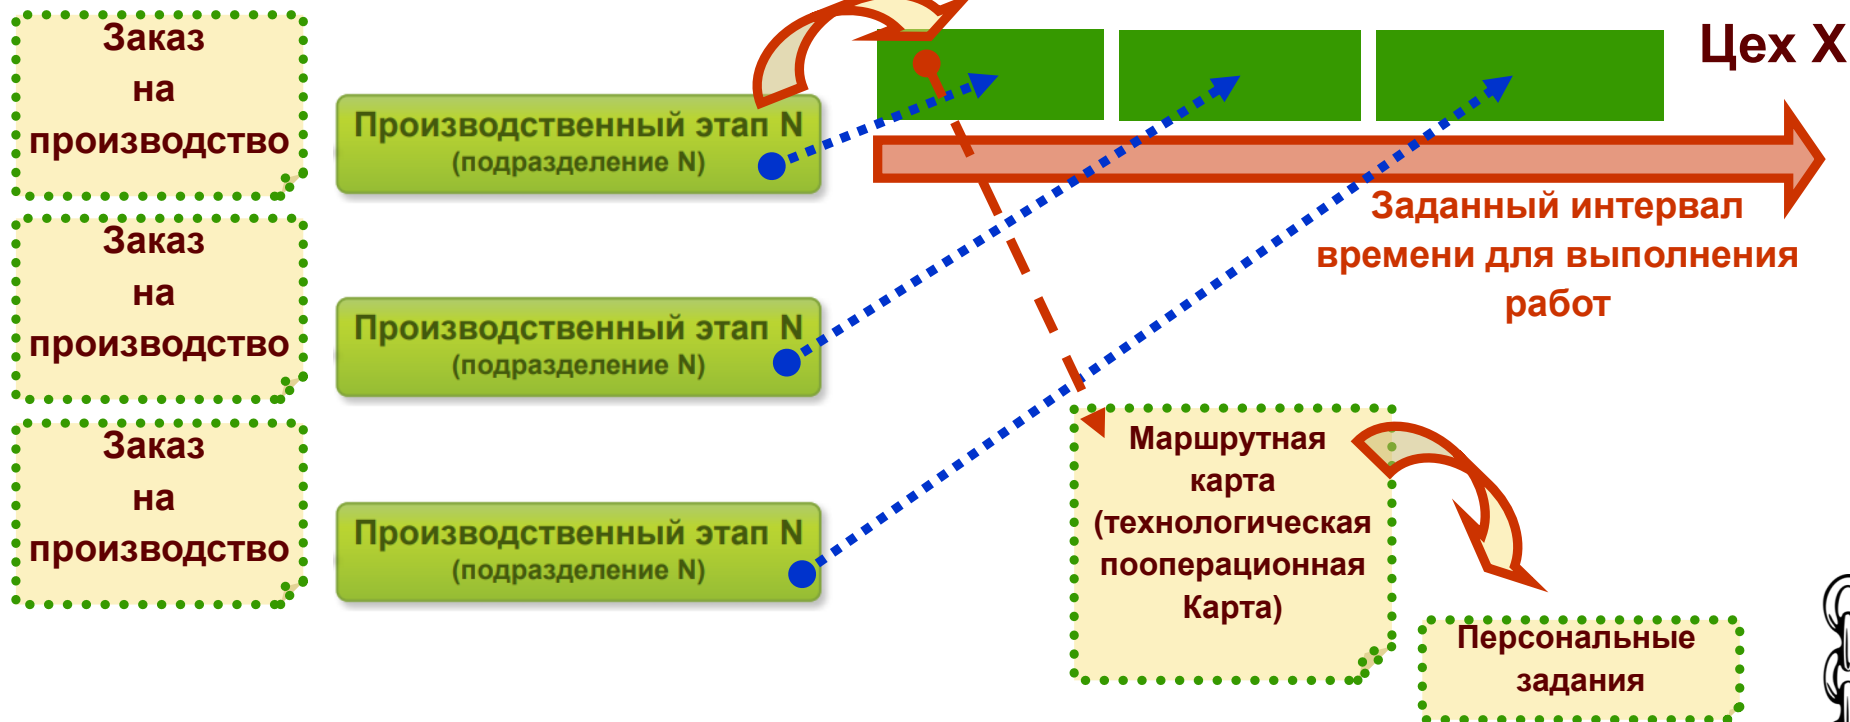 Заказ
на
производство
Производственный этап N
(подразделение N)
Цех X
Заданный интервал
времени для выполнения
работ
Заказ
на
производство
Производственный этап N
(подразделение N)
Заказ
на
производство
Производственный этап N
(подразделение N)
Маршрутная
карта
(технологическая
пооперационная
Карта)
Персональные
задания